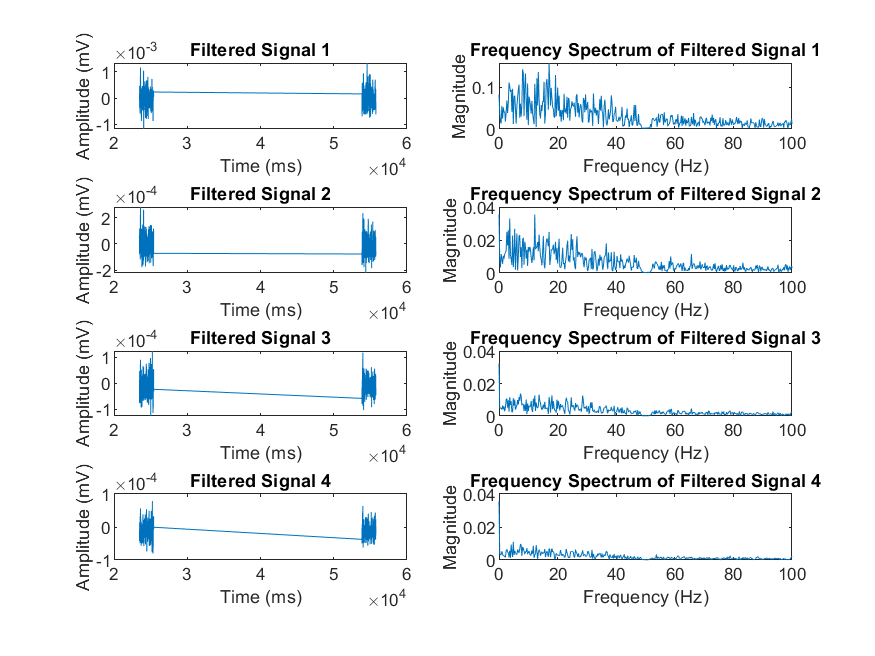 ×10-3
Filtered Signal 1
Amplitude (mV)
1
0
-1
2 3 4 5 6
Time (ms)
×104
Frequency Spectrum of Filtered Signal 1
Magnitude
0.1
0
0 20 40 60 80 100
Frequency (Hz)
×10-4
Filtered Signal 2
Amplitude (mV)
2
0
-2
2 3 4 5 6
Time (ms)
×104
Frequency Spectrum of Filtered Signal 2
Magnitude
0.04
0.02
0
0 20 40 60 80 100
Frequency (Hz)
×10-4
Filtered Signal 3
Amplitude (mV)
1
0
-1
2 3 4 5 6
Time (ms)
×104
Frequency Spectrum of Filtered Signal 3
Magnitude
0.04
0.02
0
0 20 40 60 80 100
Frequency (Hz)
×10-4
Filtered Signal 4
Amplitude (mV)
1
0
-1
2 3 4 5 6
Time (ms)
×104
Frequency Spectrum of Filtered Signal 4
Magnitude
0.04
0.02
0
0 20 40 60 80 100
Frequency (Hz)